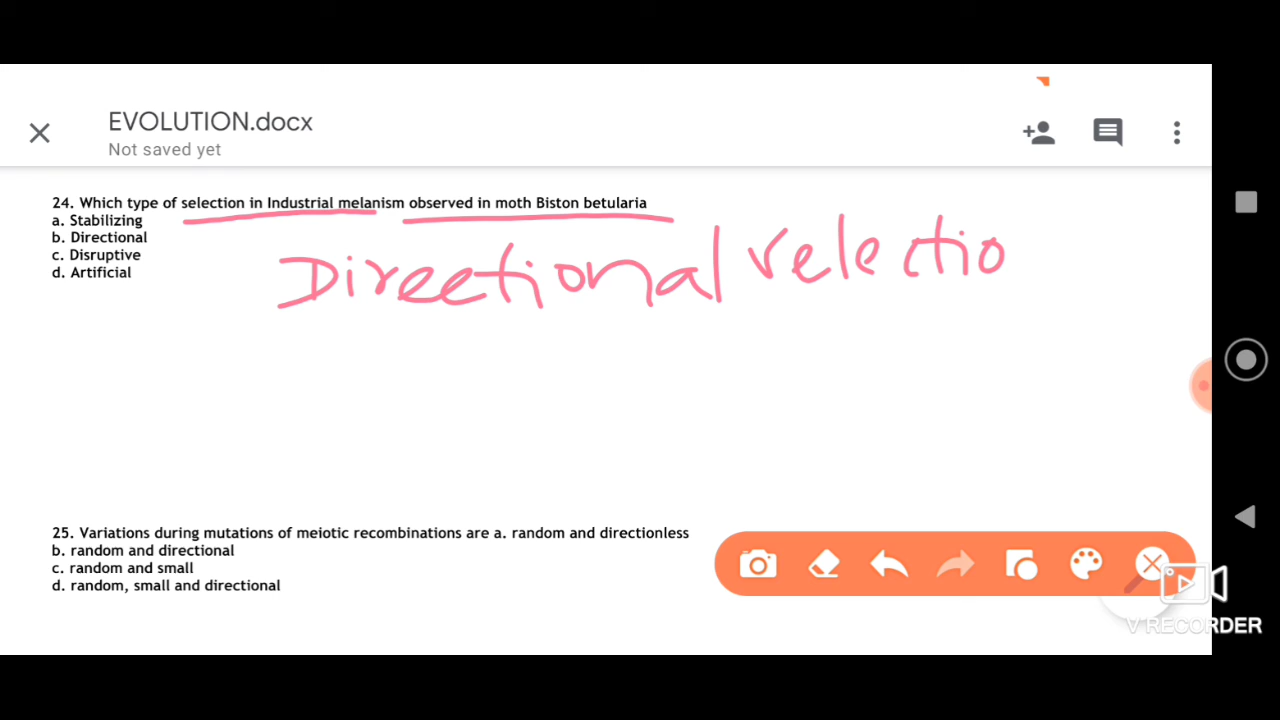 EVOLUTION.docx
Not saved yet
24. Which type of selection in Industrial melanism observed in moth Biston betularia
a. Stabilizing
b. Directional
c. Disruptive
d. Artificial
Directional relectio
25. Variations during mutations of meiotic recombinations are a. random and directionless
b. random and directional
c. random and small
d. random, small and directional
V RECORDER